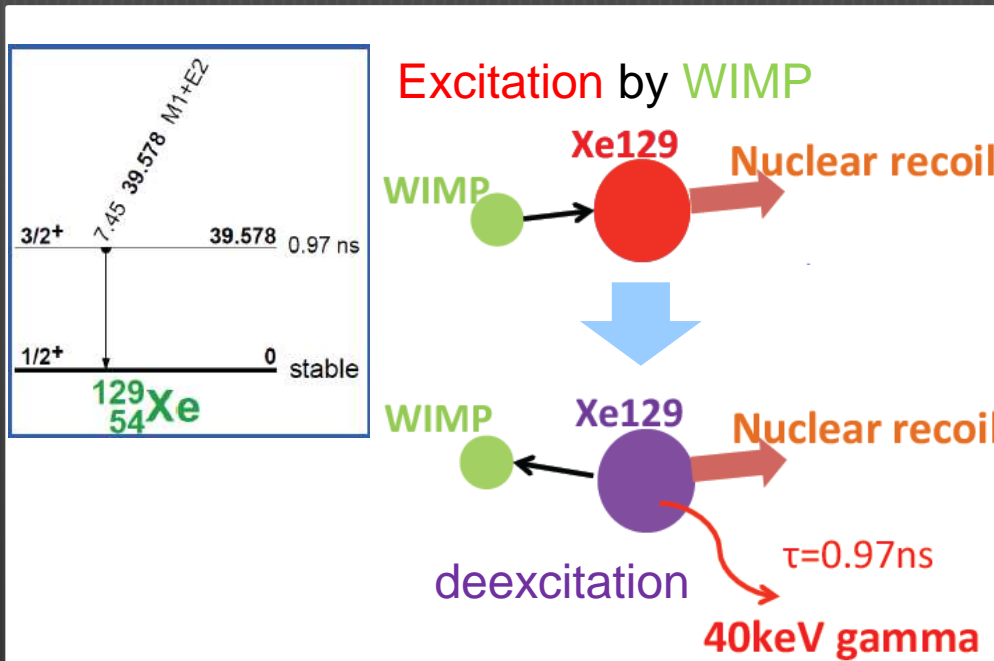 7.45 39.578 M1+E2
3/2+ 39.578 0.97 ns
1/2+ 0 stable
129
54Xe
Excitation by WIMP
Xe129
WIMP
Nuclear recoil
Xe129
WIMP
Nuclear recoil
τ=0.97ns
deexcitation
40keV gamma